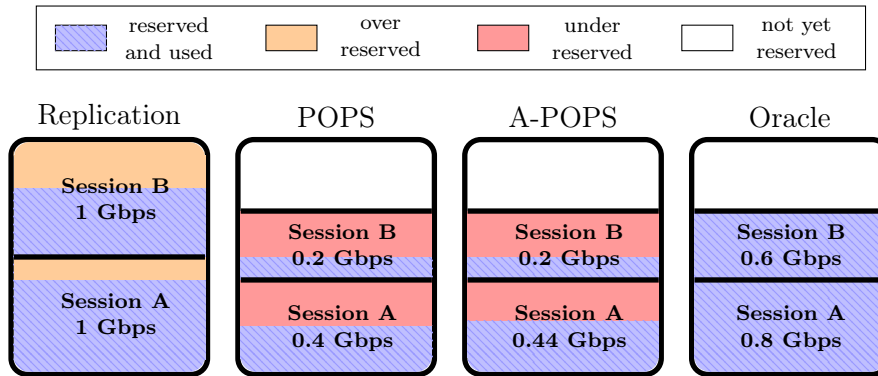 reserved
and used
over
reserved
under
reserved
not yet
reserved
Replication
POPS
A-POPS
Oracle
Session B
1 Gbps
Session A
1 Gbps
Session B
0.2 Gbps
Session A
0.4 Gbps
Session B
0.2 Gbps
Session A
0.44 Gbps
Session B
0.6 Gbps
Session A
0.8 Gbps